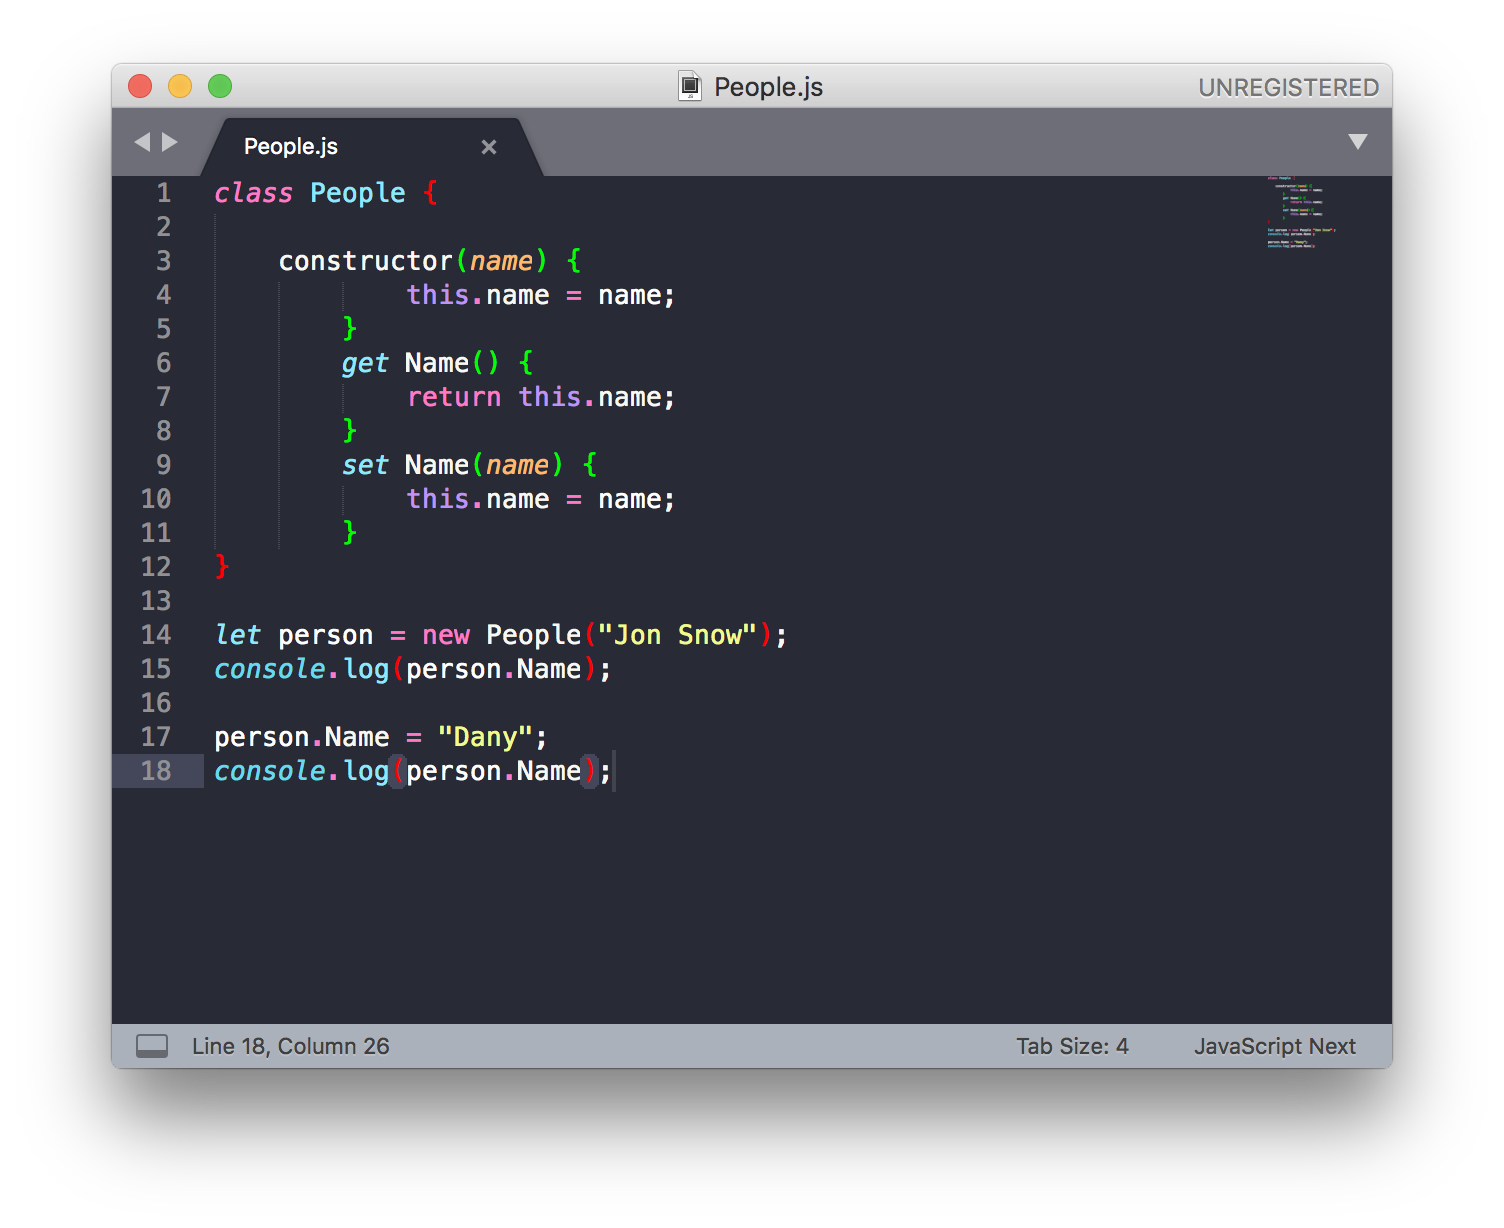 People.js
UNREGISTERED
People.js ×
1 class People {
2
3     constructor(name) {
4             this.name = name;
5         }
6         get Name() {
7             return this.name;
8         }
9         set Name(name) {
10             this.name = name;
11         }
12 }
13
14 let person = new People("Jon Snow");
15 console.log(person.Name);
16
17 person.Name = "Dany";
18 console.log(person.Name);
Line 18, Column 26
Tab Size: 4
JavaScript Next